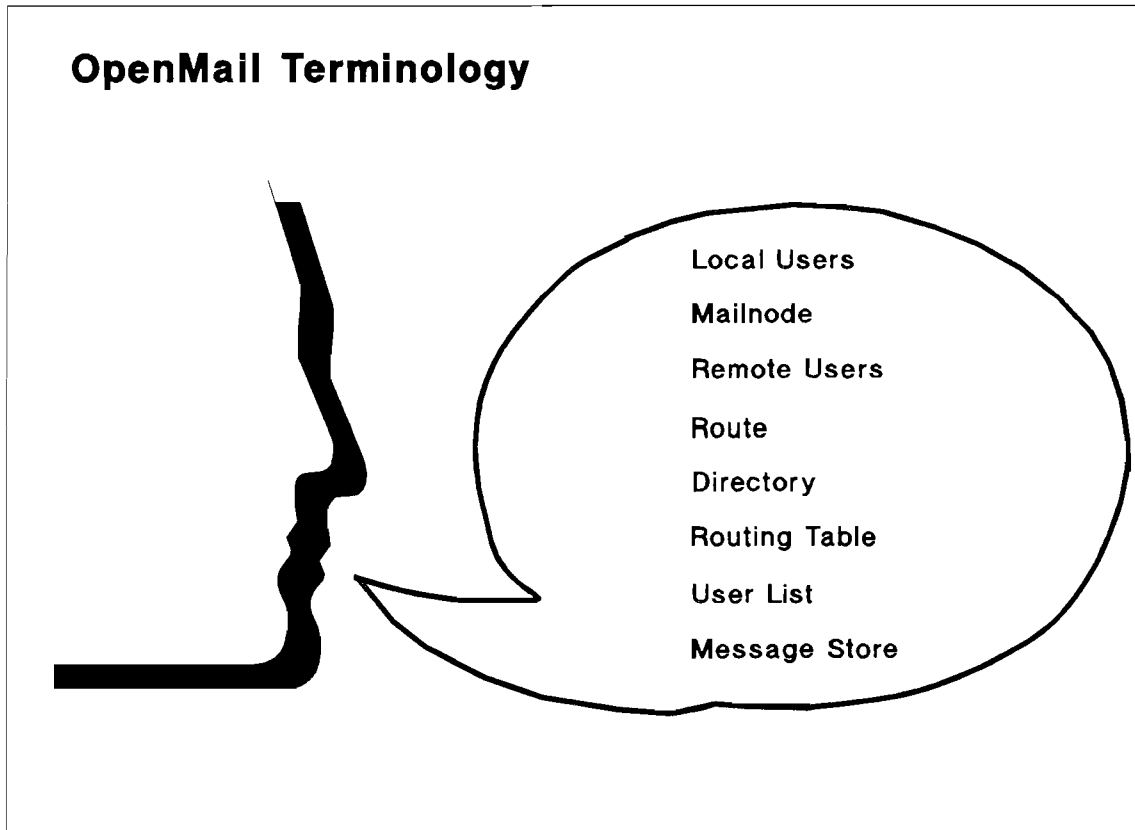 OpenMail Terminology
Local Users
Mailnode
Remote Users
Route
Directory
Routing Table
User List
Message Store